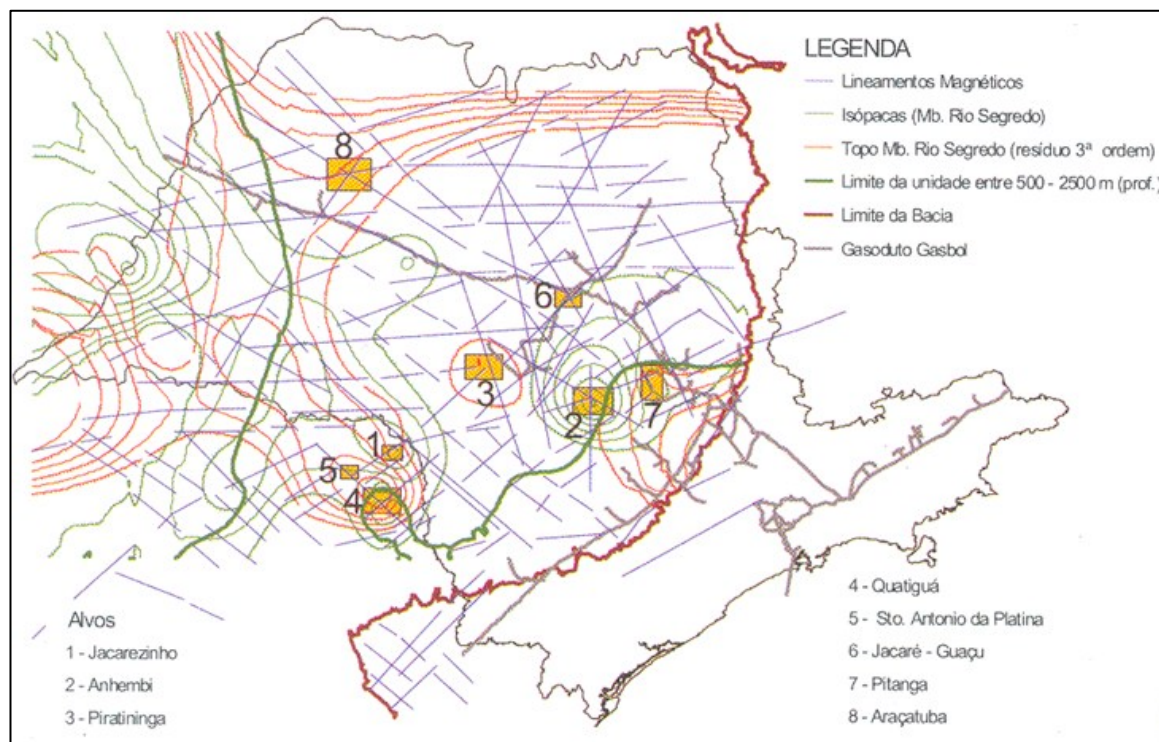 LEGENDA
Lineamentos Magnéticos
Isópacas (Mb. Rio Segredo)
Topo Mb. Rio Segredo (resíduo 3ª ordem)
Limite da unidade entre 500 - 2500 m (prof.)
Limite da Bacia
Gasoduto Gasbol
8
6
3
2
7
1
5
4
Alvos
1 - Jacarezinho
2 - Anhembi
3 - Piratininga
4 - Quatiguá
5 - Sto. Antonio da Platina
6 - Jacaré - Guaçu
7 - Pitanga
8 - Araçatuba